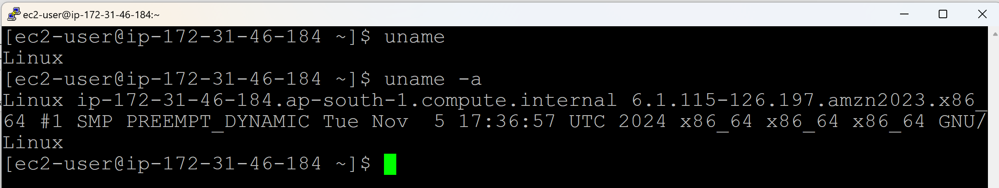 ec2-user@ip-172-31-46-184:~
[ec2-user@ip-172-31-46-184 ~]$ uname
Linux
[ec2-user@ip-172-31-46-184 ~]$ uname -a
Linux ip-172-31-46-184.ap-south-1.compute.internal 6.1.115-126.197.amzn2023.x86_
64 #1 SMP PREEMPT_DYNAMIC Tue Nov  5 17:36:57 UTC 2024 x86_64 x86_64 x86_64 GNU/
Linux
[ec2-user@ip-172-31-46-184 ~]$